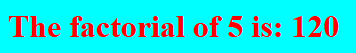 The factorial of 5 is: 120